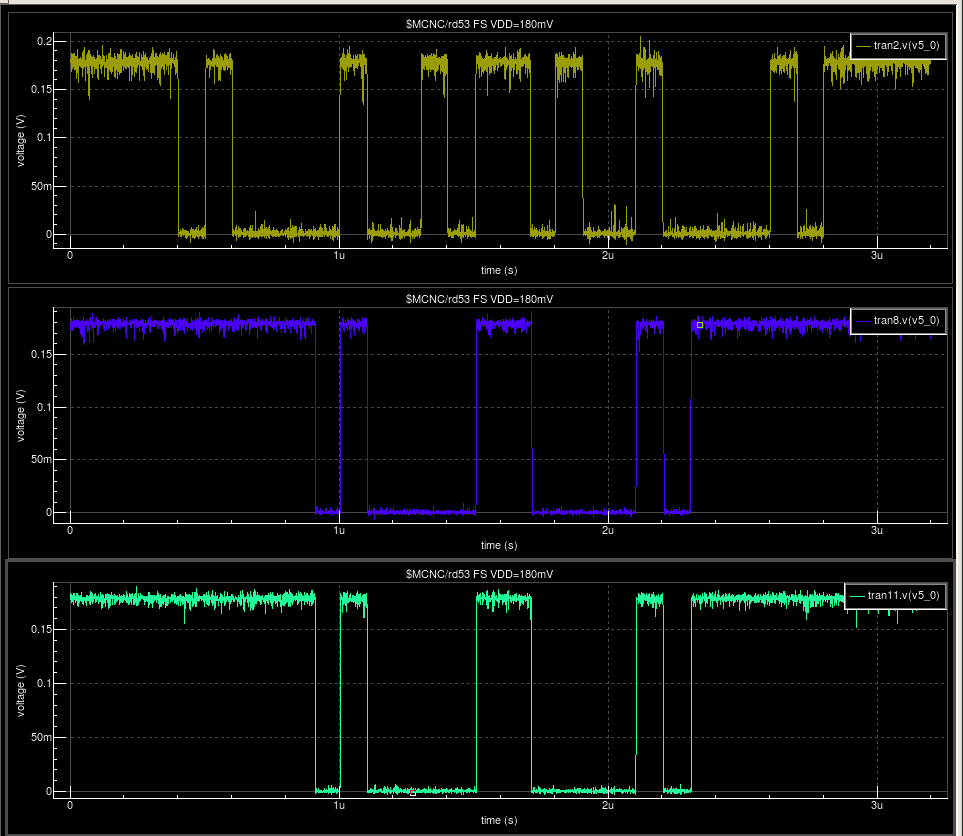 $MCNC/rd53 FS VDD=180mV
tran2.v(v5_0)
voltage (V)
0.2
0.15
0.1
50m
0
0 1u 2u 3u
time (s)
$MCNC/rd53 FS VDD=180mV
tran8.v(v5_0)
voltage (V)
0.15
0.1
50m
0
0 1u 2u 3u
time (s)
$MCNC/rd53 FS VDD=180mV
tran11.v(v5_0)
voltage (V)
0.15
0.1
50m
0
0 1u 2u 3u
time (s)